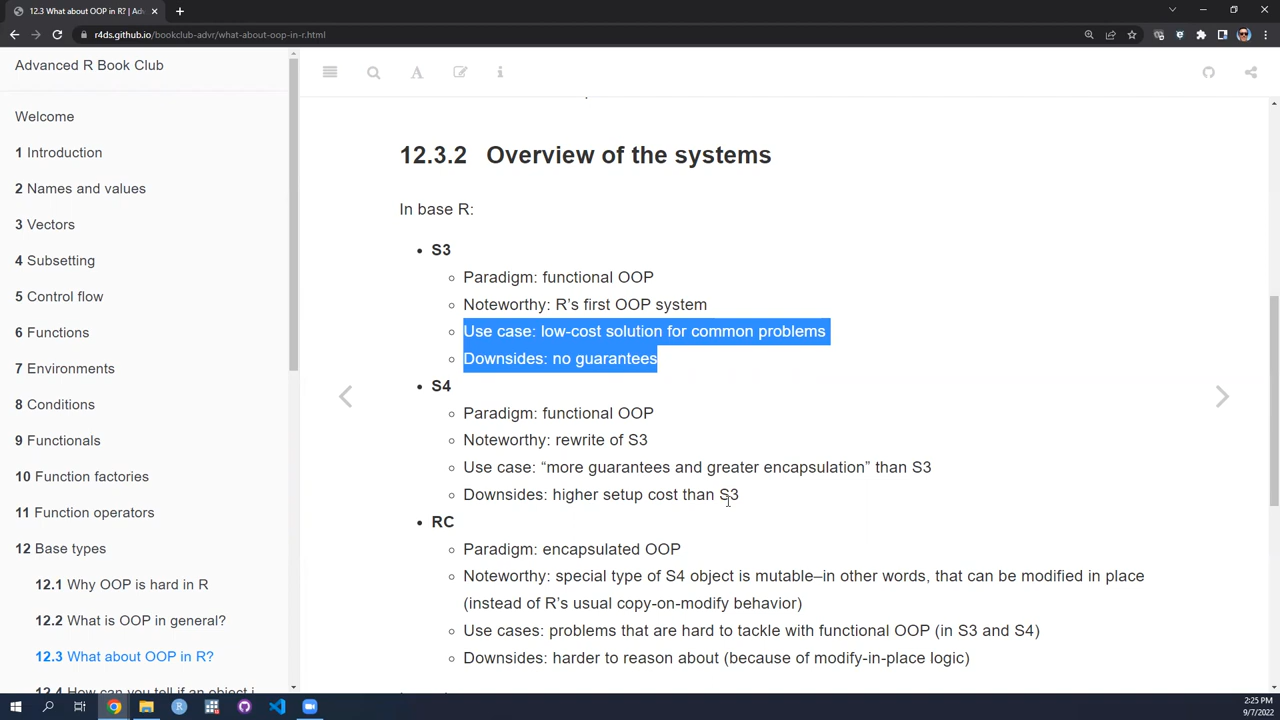 12.3 What about OOP in R? | Adv
r4ds.github.io/bookclub-advr/what-about-oop-in-r.html
Advanced R Book Club
Welcome
1 Introduction
2 Names and values
3 Vectors
4 Subsetting
5 Control flow
6 Functions
7 Environments
8 Conditions
9 Functionals
10 Function factories
11 Function operators
12 Base types
12.1 Why OOP is hard in R
12.2 What is OOP in general?
12.3 What about OOP in R?
12.4 How can you tell if an object i
12.3.2 Overview of the systems
In base R:
• S3
Paradigm: functional OOP
Noteworthy: R’s first OOP system
Use case: low-cost solution for common problems
Downsides: no guarantees
• S4
Paradigm: functional OOP
Noteworthy: rewrite of S3
Use case: “more guarantees and greater encapsulation” than S3
Downsides: higher setup cost than S3
• RC
Paradigm: encapsulated OOP
Noteworthy: special type of S4 object is mutable–in other words, that can be modified in place
(instead of R’s usual copy-on-modify behavior)
Use cases: problems that are hard to tackle with functional OOP (in S3 and S4)
Downsides: harder to reason about (because of modify-in-place logic)
2:25 PM
9/7/2022